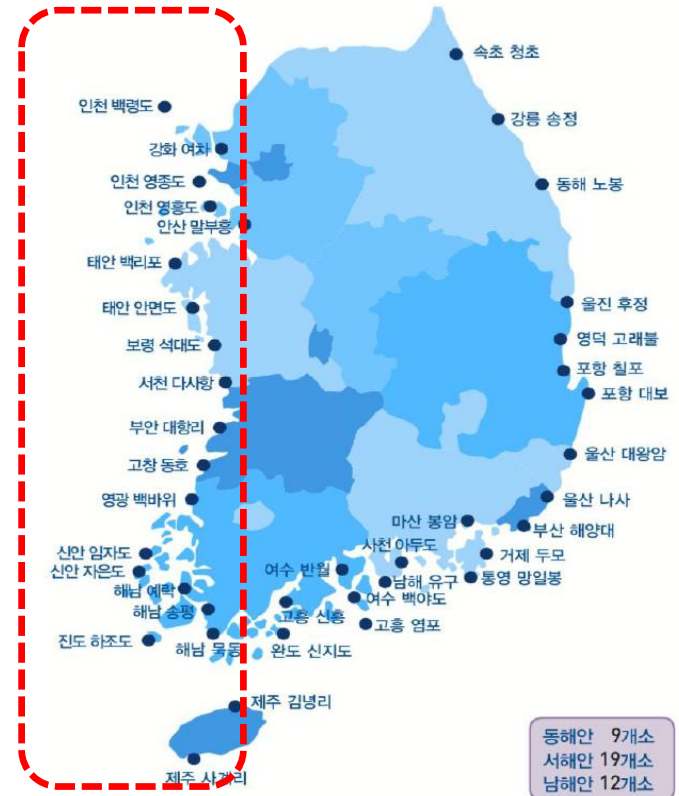 속초 청초
인천 백령도
강릉 송정
강화 여차
인천 영종도
동해 노봉
인천 영흥도
안산 말부흥
태안 백리포
태안 안면도
울진 후정
보령 석대도
영덕 고래불
포항 칠포
서천 다사항
포항 대보
부안 대항리
울산 대왕암
고창 동호
영광 백바위
울산 나사
마산 봉암
부산 해양대
신안 임자도
사천 아두도
거제 두모
신안 자은도
여수 반월
통영 망일봉
해남 예락
남해 유구
여수 백야도
해남 송평
고흥 신흥
고흥 염포
진도 하조도
해남 묵동
완도 신지도
제주 김녕리
제주 사계리
동해안 9개소
서해안 19개소
남해안 12개소